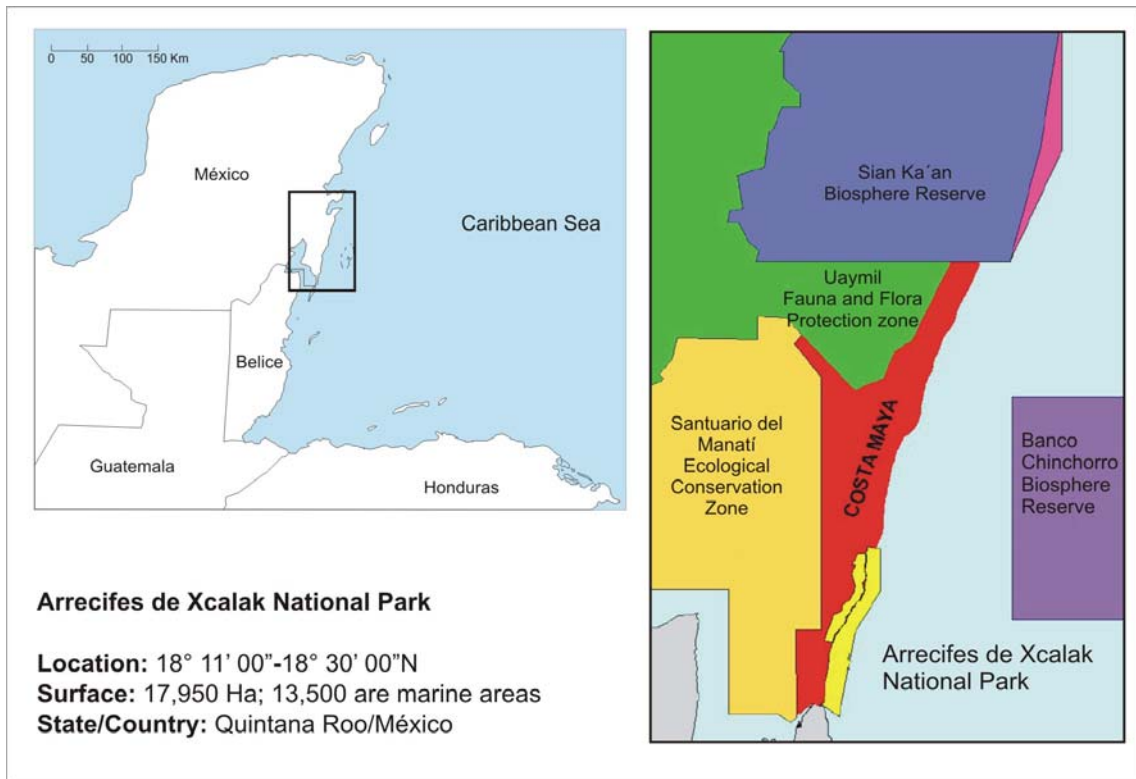 0 50 100 150 Km
México
Caribbean Sea
Belice
Guatemala
Honduras
Sian Ka´an
Biosphere Reserve
Uaymil
Fauna and Flora
Protection zone
Santuario del
Manatí
Ecological
Conservation
Zone
COSTA MAYA
Banco
Chinchorro
Biosphere
Reserve
Arrecifes de Xcalak
National Park
Arrecifes de Xcalak National Park
Location: 18° 11’ 00”-18° 30’ 00”N
Surface: 17,950 Ha; 13,500 are marine areas
State/Country: Quintana Roo/México